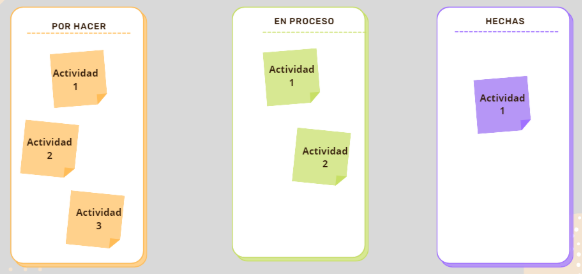 POR HACER
Actividad
1
Actividad
2
Actividad
3
EN PROCESO
Actividad
1
Actividad
2
HECHAS
Actividad
1